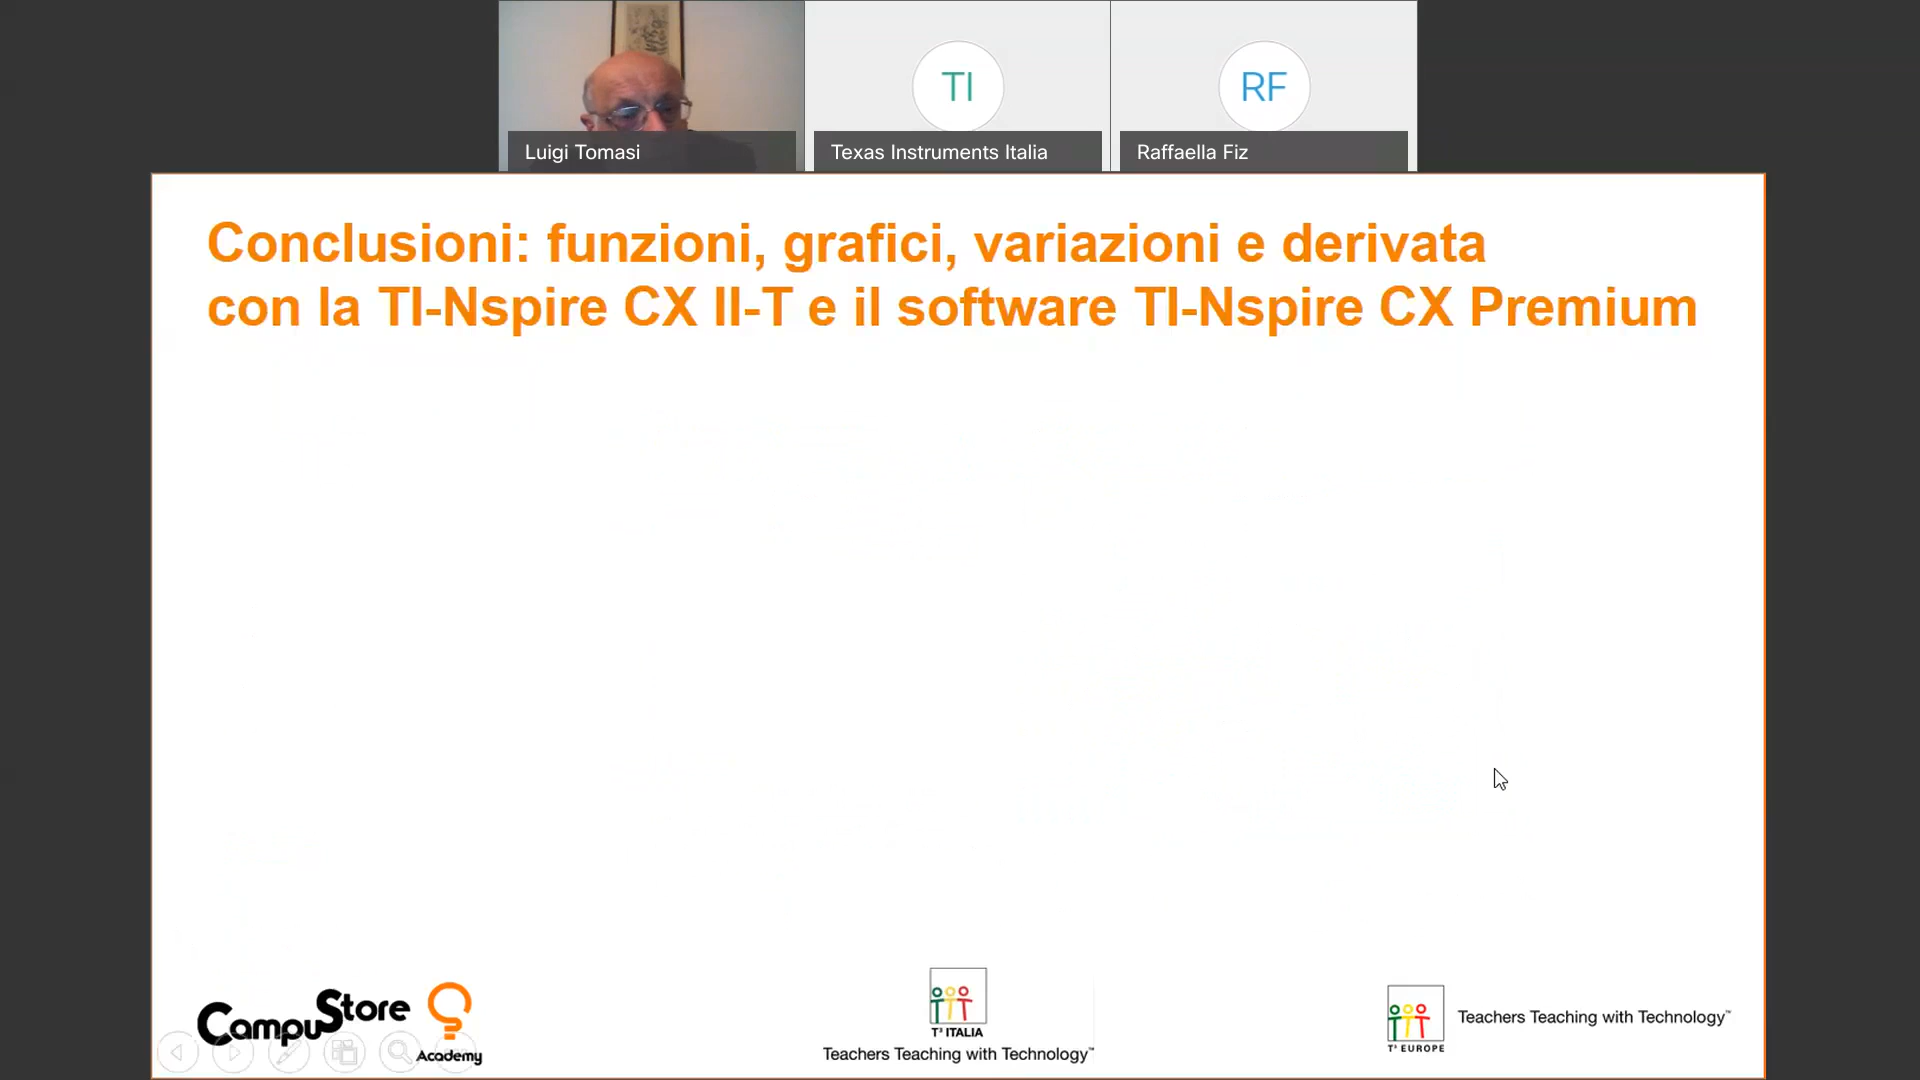 TI
RF
Luigi Tomasi
Texas Instruments Italia
Raffaella Fiz
Conclusioni: funzioni, grafici, variazioni e derivata
con la TI-Nspire CX II-T e il software TI-Nspire CX Premium
CampuStore
Academy
T³ ITALIA
Teachers Teaching with Technology™
T³ EUROPE
Teachers Teaching with Technology™